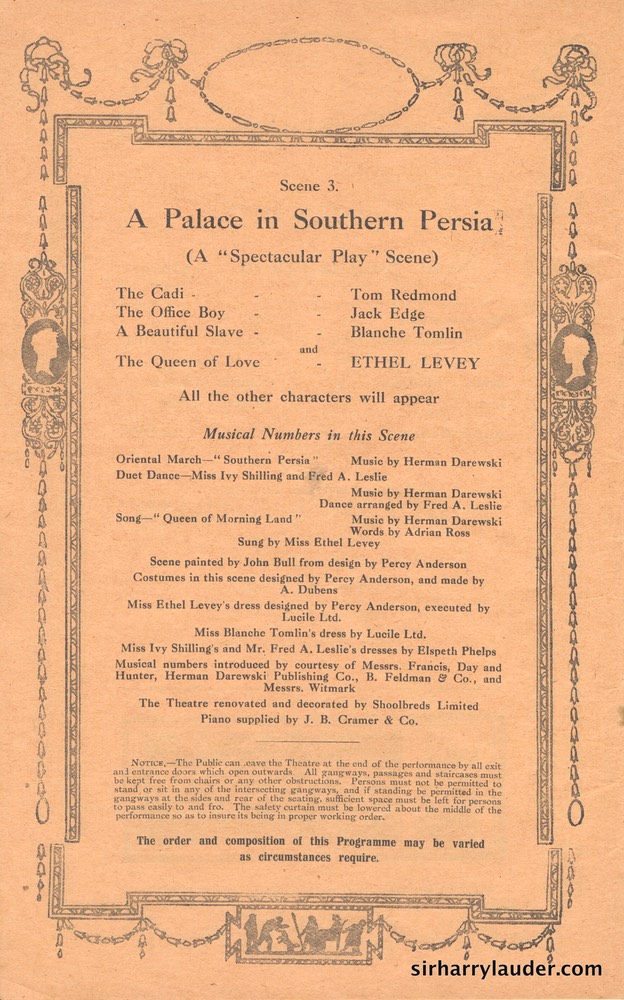 Scene 3.
A Palace in Southern Persia
(A "Spectacular Play" Scene)
The Cadi - - - Tom Redmond
The Office Boy - - Jack Edge
A Beautiful Slave - - Blanche Tomlin
and
The Queen of Love - ETHEL LEVEY
All the other characters will appear
Musical Numbers in this Scene
Oriental March—"Southern Persia" Music by Herman Darewski
Duet Dance—Miss Ivy Shilling and Fred A. Leslie
Music by Herman Darewski
Dance arranged by Fred A. Leslie
Song—"Queen of Morning Land" Music by Herman Darewski
Words by Adrian Ross
Sung by Miss Ethel Levey
Scene painted by John Bull from design by Percy Anderson
Costumes in this scene designed by Percy Anderson, and made by
A. Dubens
Miss Ethel Levey's dress designed by Percy Anderson, executed by
Lucile Ltd.
Miss Blanche Tomlin's dress by Lucile Ltd.
Miss Ivy Shilling's and Mr. Fred A. Leslie's dresses by Elspeth Phelps
Musical numbers introduced by courtesy of Messrs. Francis, Day and
Hunter, Herman Darewski Publishing Co., B. Feldman & Co., and
Messrs. Witmark
The Theatre renovated and decorated by Shoolbreds Limited
Piano supplied by J. B. Cramer & Co.
NOTICE.—The Public can leave the Theatre at the end of the performance by all exit
and entrance doors which open outwards. All gangways, passages and staircases must
be kept free from chairs or any other obstructions. Persons must not be permitted to
stand or sit in any of the intersecting gangways, and if standing be permitted in the
gangways at the sides and rear of the seating, sufficient space must be left for persons
to pass easily to and fro. The safety curtain must be lowered about the middle of the
performance so as to insure its being in proper working order.
The order and composition of this Programme may be varied
as circumstances require.
sirharrylauder.com